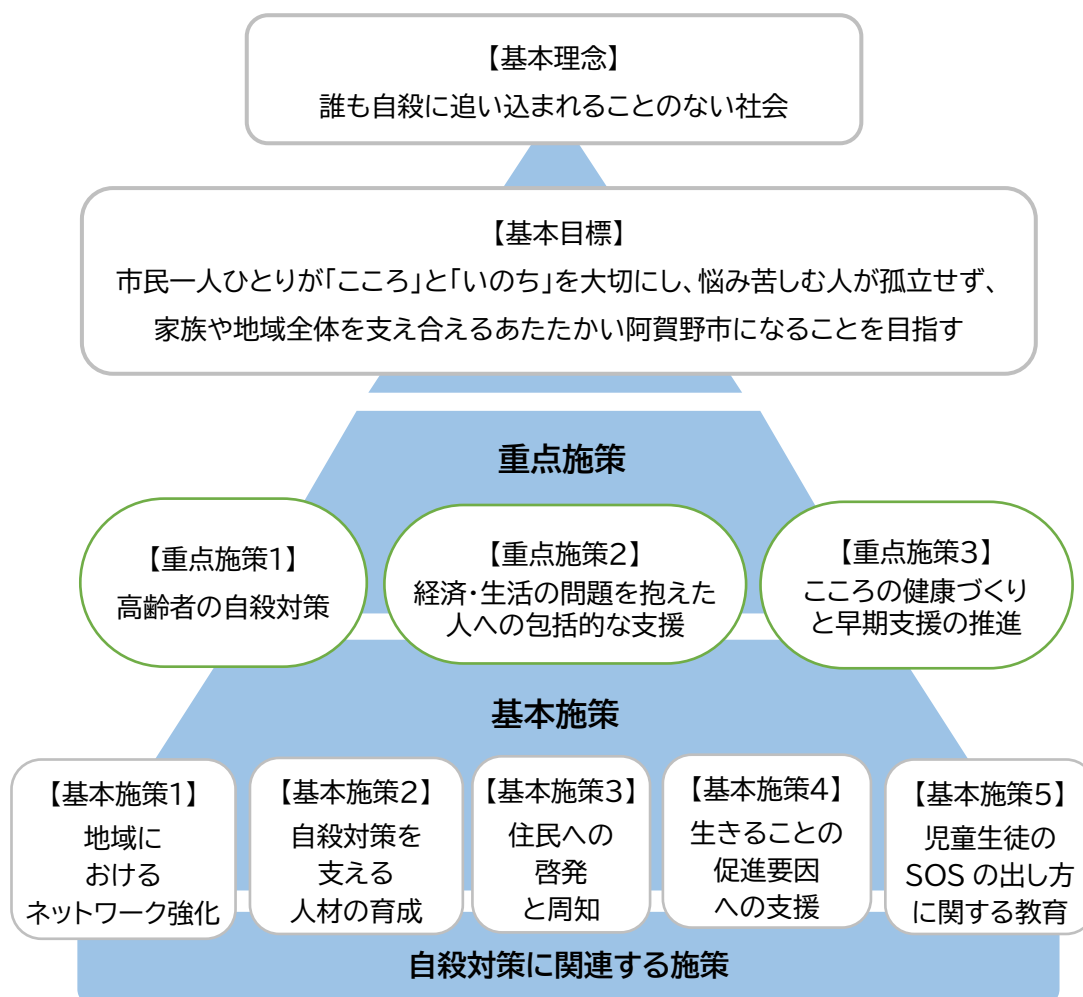 【基本理念】
誰も自殺に追い込まれることのない社会
【基本目標】
市民一人ひとりが「こころ」と「いのち」を大切にし、悩み苦しむ人が孤立せず、
家族や地域全体を支え合えるあたたかい阿賀野市になることを目指す
重点施策
【重点施策1】
高齢者の自殺対策
【重点施策2】
経済・生活の問題を抱えた
人への包括的な支援
【重点施策3】
こころの健康づくり
と早期支援の推進
基本施策
【基本施策1】
地域に
おける
ネットワーク強化
【基本施策2】
自殺対策を
支える
人材の育成
【基本施策3】
住民への
啓発
と周知
【基本施策4】
生きることの
促進要因
への支援
【基本施策5】
児童生徒の
SOS の出し方
に関する教育
自殺対策に関連する施策